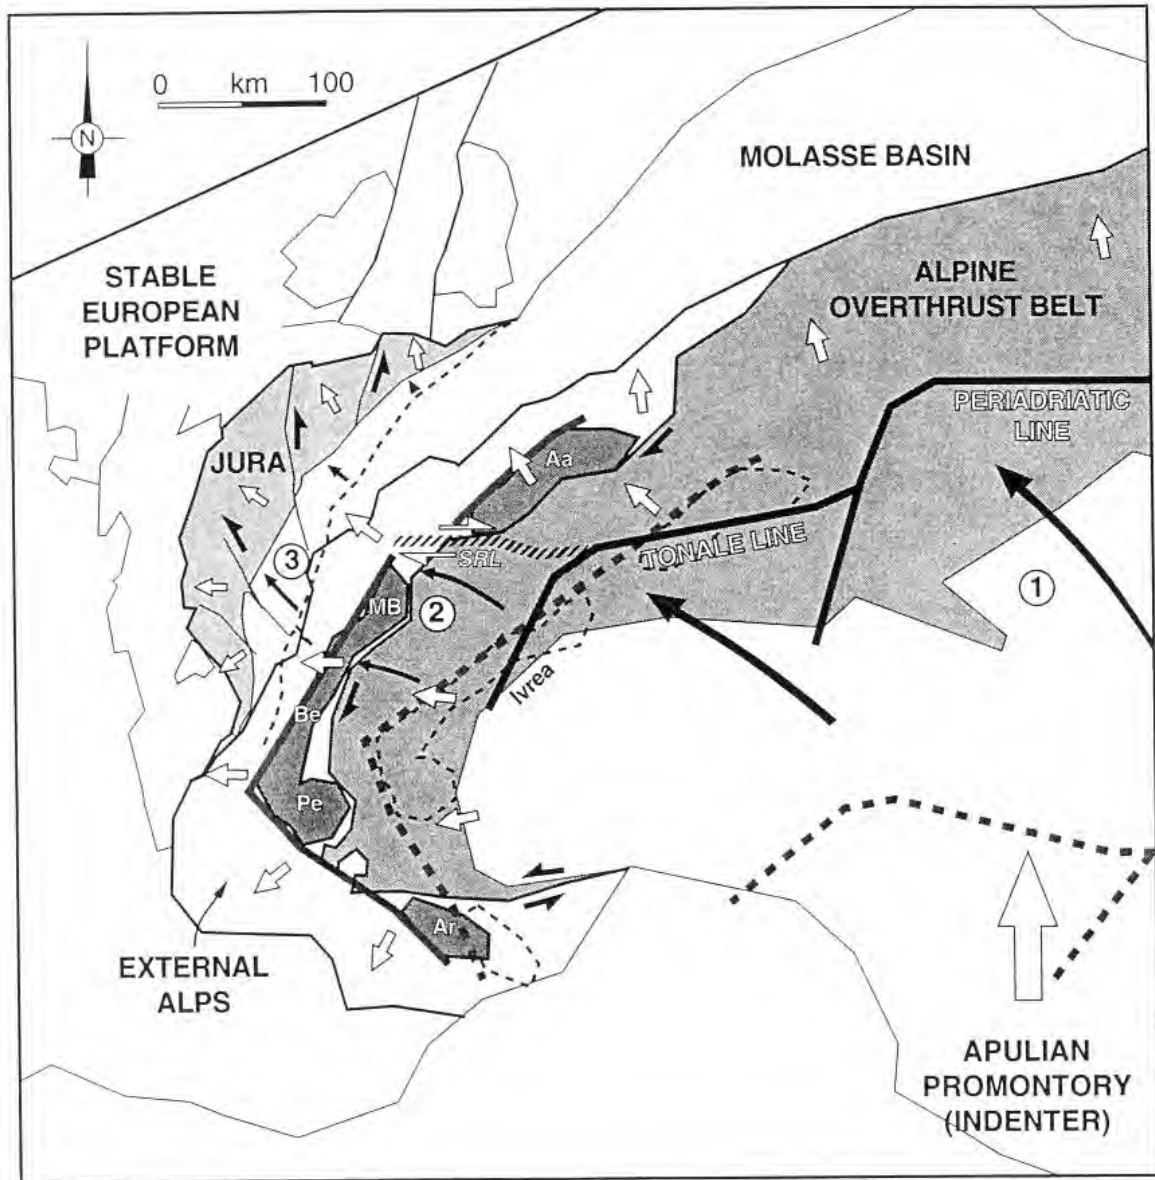 0 km 100
N
MOLASSE BASIN
STABLE
EUROPEAN
PLATFORM
ALPINE
OVERTHRUST BELT
PERIADRIATIC
LINE
JURA
Aa
TONALE LINE
SRL
3
1
MB
2
Ivrea
Be
Pe
Ar
EXTERNAL
ALPS
APULIAN
PROMONTORY
(INDENTER)